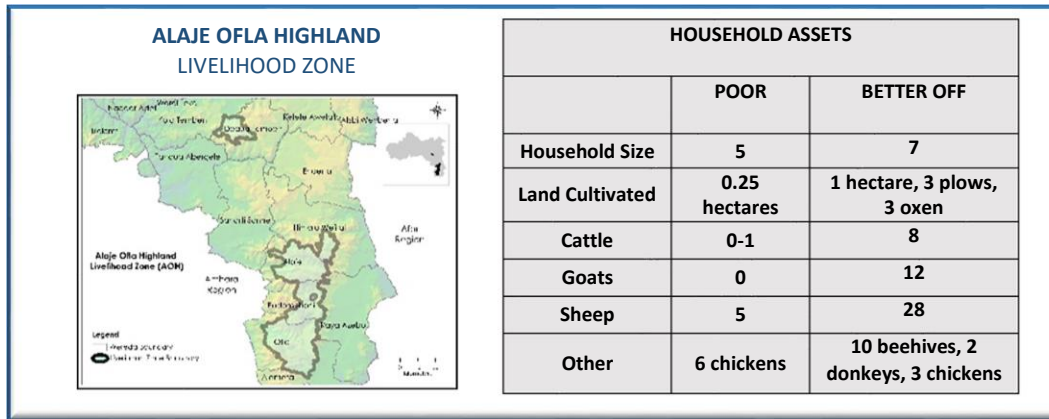 ALAJE OFLA HIGHLAND
LIVELIHOOD ZONE
Alaje Ofla Highland
Livelihood Zone (AOH)
Amhara
Region
Afar
Region
Ofla
Legend
HOUSEHOLD ASSETS
POOR BETTER OFF
Household Size 5 7
Land Cultivated 0.25 hectares 1 hectare, 3 plows, 3 oxen
Cattle 0-1 8
Goats 0 12
Sheep 5 28
Other 6 chickens 10 beehives, 2 donkeys, 3 chickens